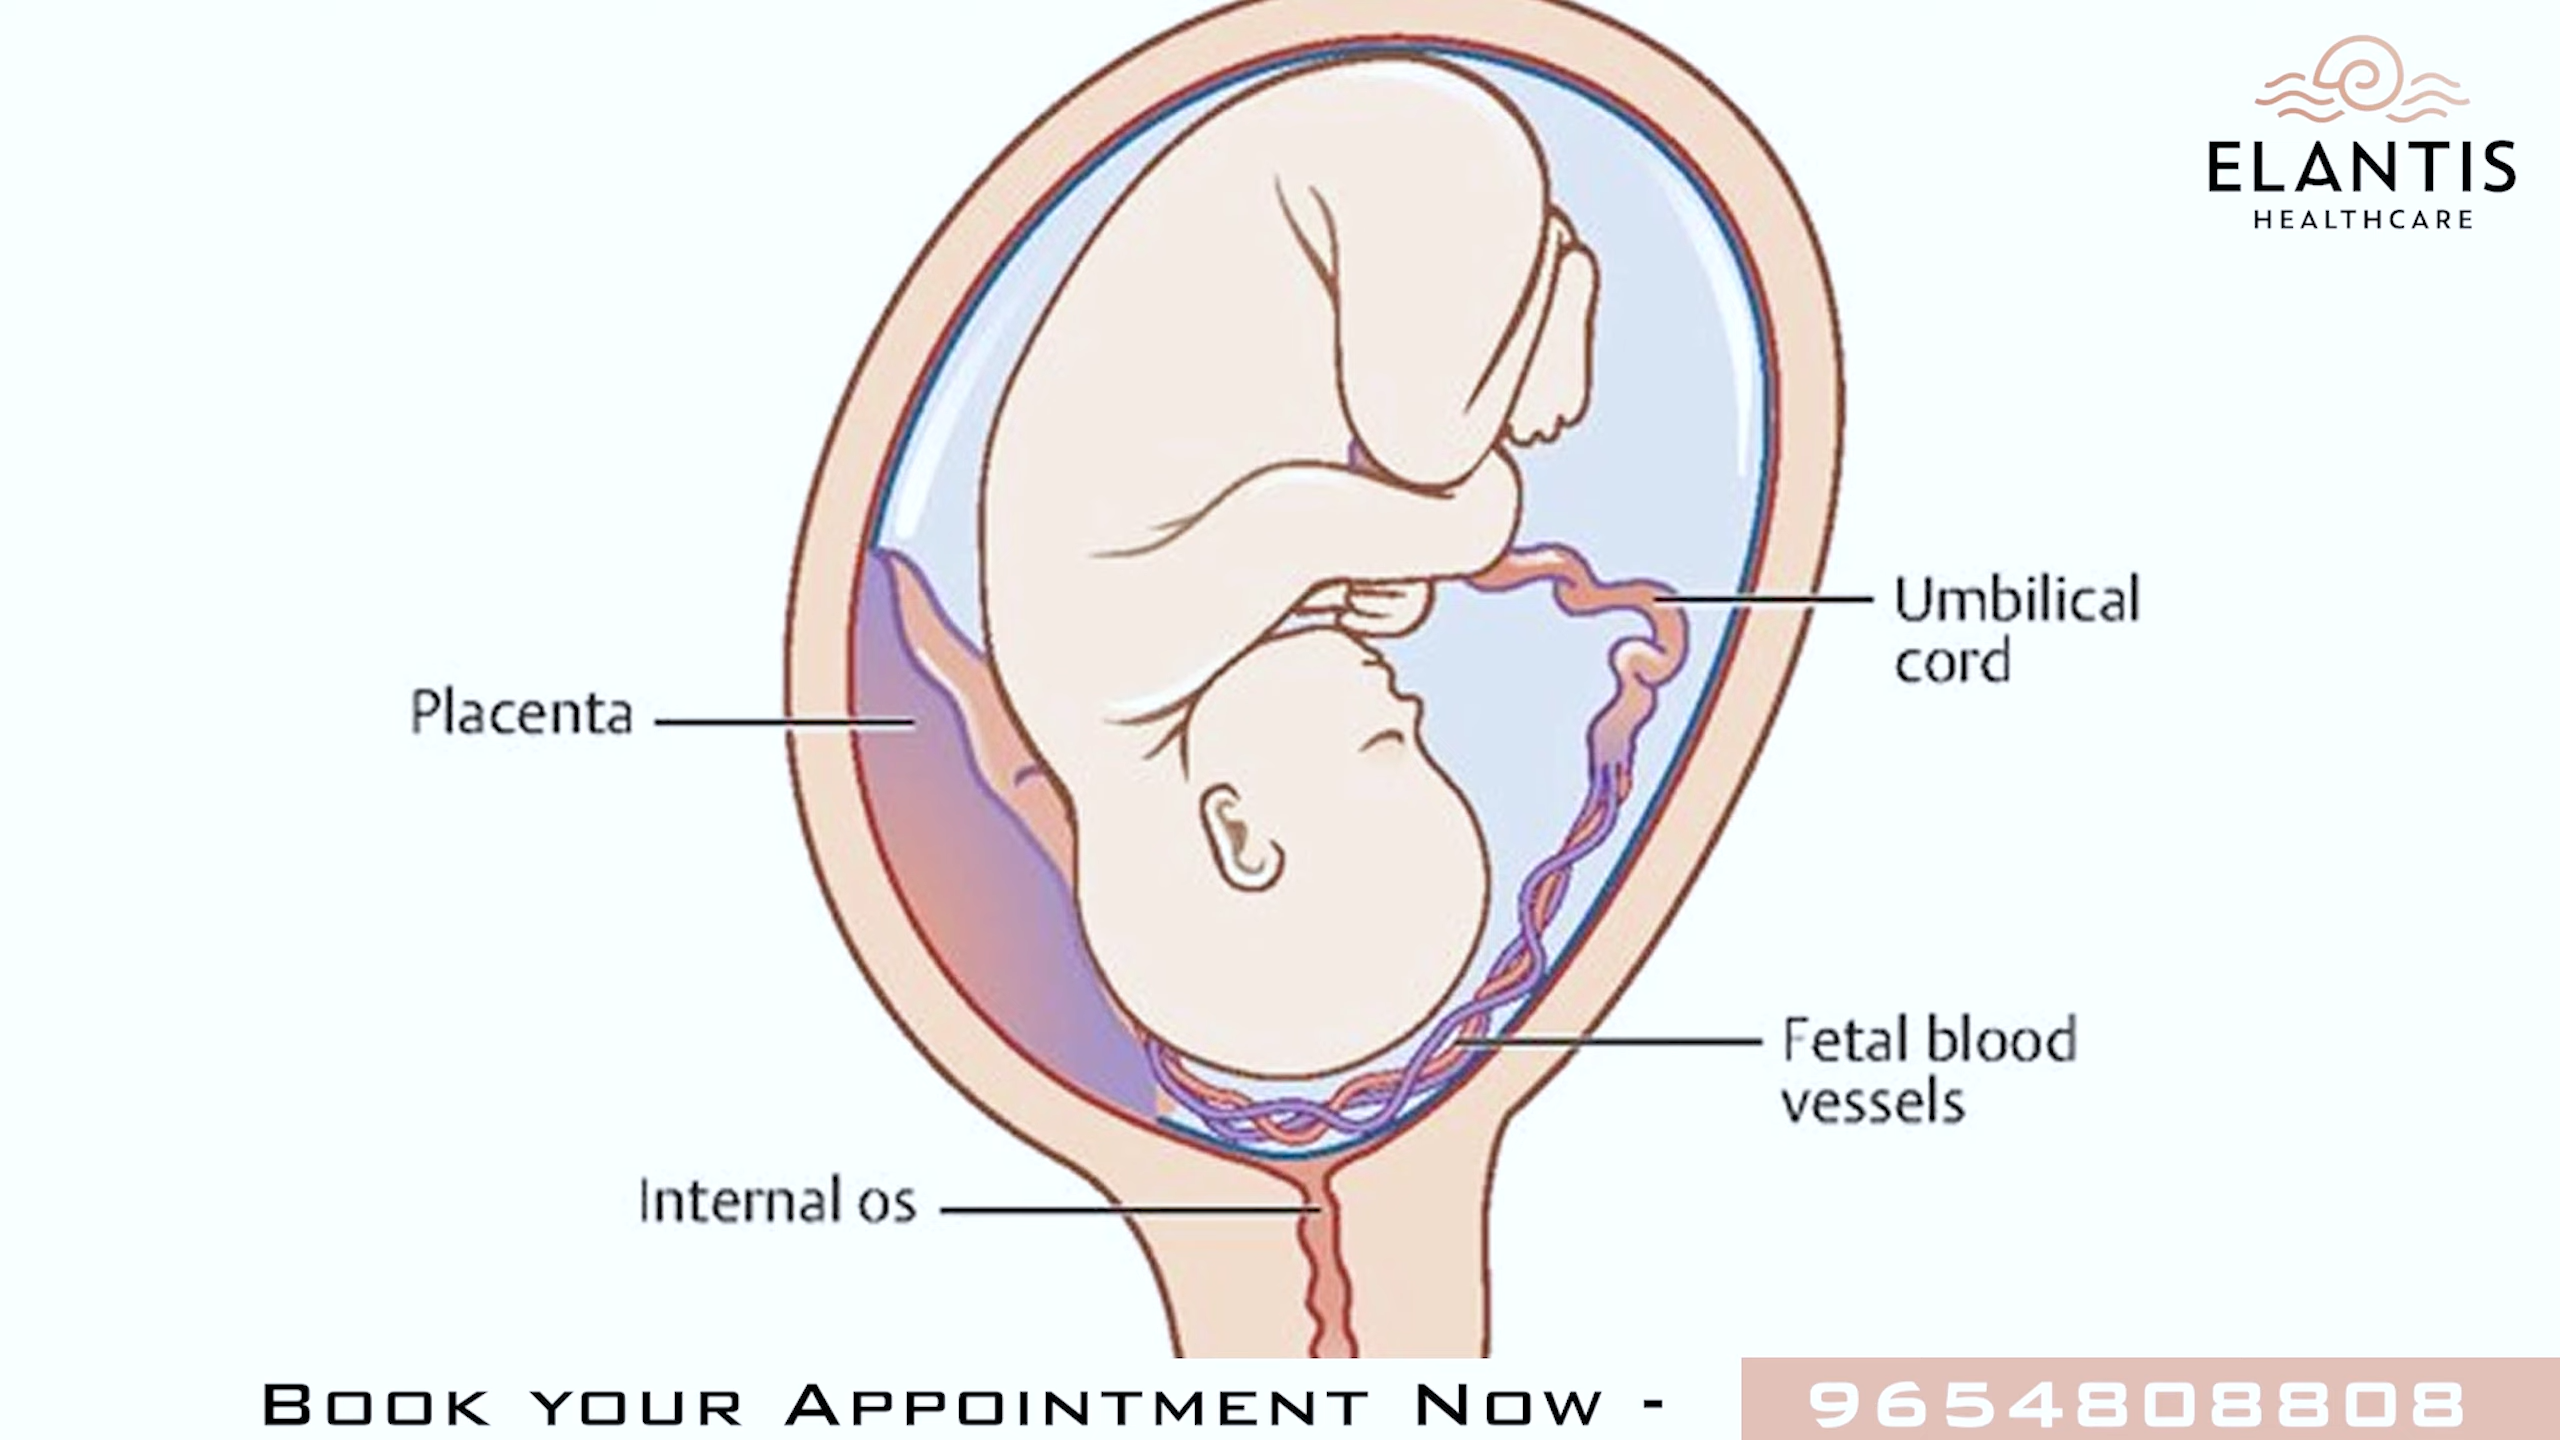 ELANTIS
HEALTHCARE
Umbilical
cord
Placenta
Fetal blood
vessels
Internal os
Book your Appointment Now - 9654808808